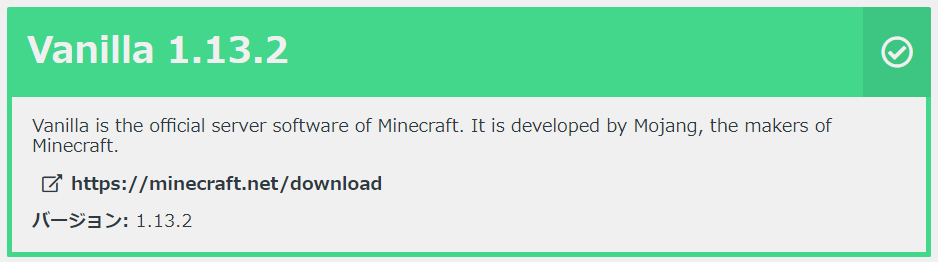 Vanilla 1.13.2
Vanilla is the official server software of Minecraft. It is developed by Mojang, the makers of
Minecraft.
https://minecraft.net/download
バージョン: 1.13.2